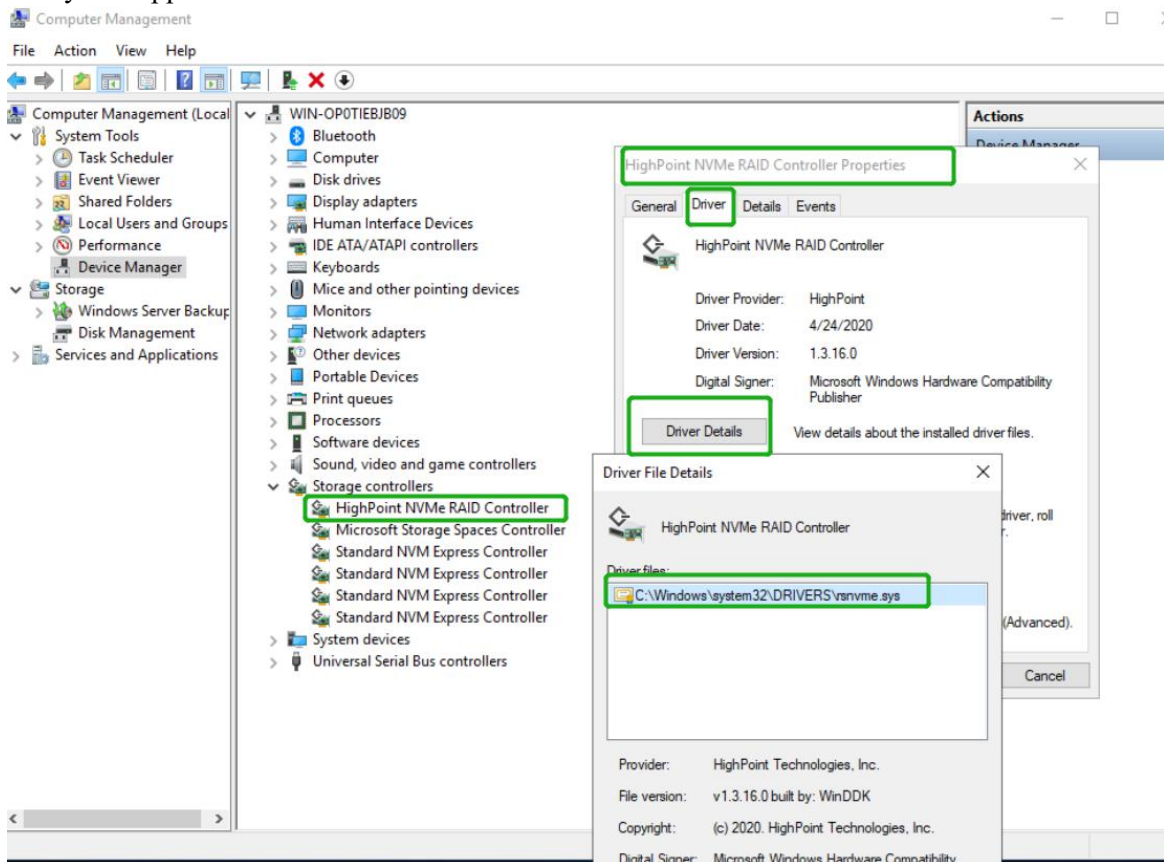 Computer Management
File Action View Help
Computer Management (Local
System Tools
Task Scheduler
Event Viewer
Shared Folders
Local Users and Groups
Performance
Device Manager
Storage
Windows Server Backup
Disk Management
Services and Applications
WIN-OP0TIEBJB09
Bluetooth
Computer
Disk drives
Display adapters
Human Interface Devices
IDE ATA/ATAPI controllers
Keyboards
Mice and other pointing devices
Monitors
Network adapters
Other devices
Portable Devices
Print queues
Processors
Software devices
Sound, video and game controllers
Storage controllers
HighPoint NVMe RAID Controller
Microsoft Storage Spaces Controller
Standard NVM Express Controller
Standard NVM Express Controller
Standard NVM Express Controller
Standard NVM Express Controller
System devices
Universal Serial Bus controllers
Actions
Device Manager
HighPoint NVMe RAID Controller Properties
General Driver Details Events
HighPoint NVMe RAID Controller
Driver Provider: HighPoint
Driver Date: 4/24/2020
Driver Version: 1.3.16.0
Digital Signer: Microsoft Windows Hardware Compatibility
Publisher
Driver Details View details about the installed driver files.
driver, roll
(Advanced).
Cancel
Driver File Details
HighPoint NVMe RAID Controller
Driver files:
C:\Windows\system32\DRIVERS\rsnvme.sys
Provider: HighPoint Technologies, Inc.
File version: v1.3.16.0 built by: WinDDK
Copyright: (c) 2020. HighPoint Technologies, Inc.
Digital Signer: Microsoft Windows Hardware Compatibility